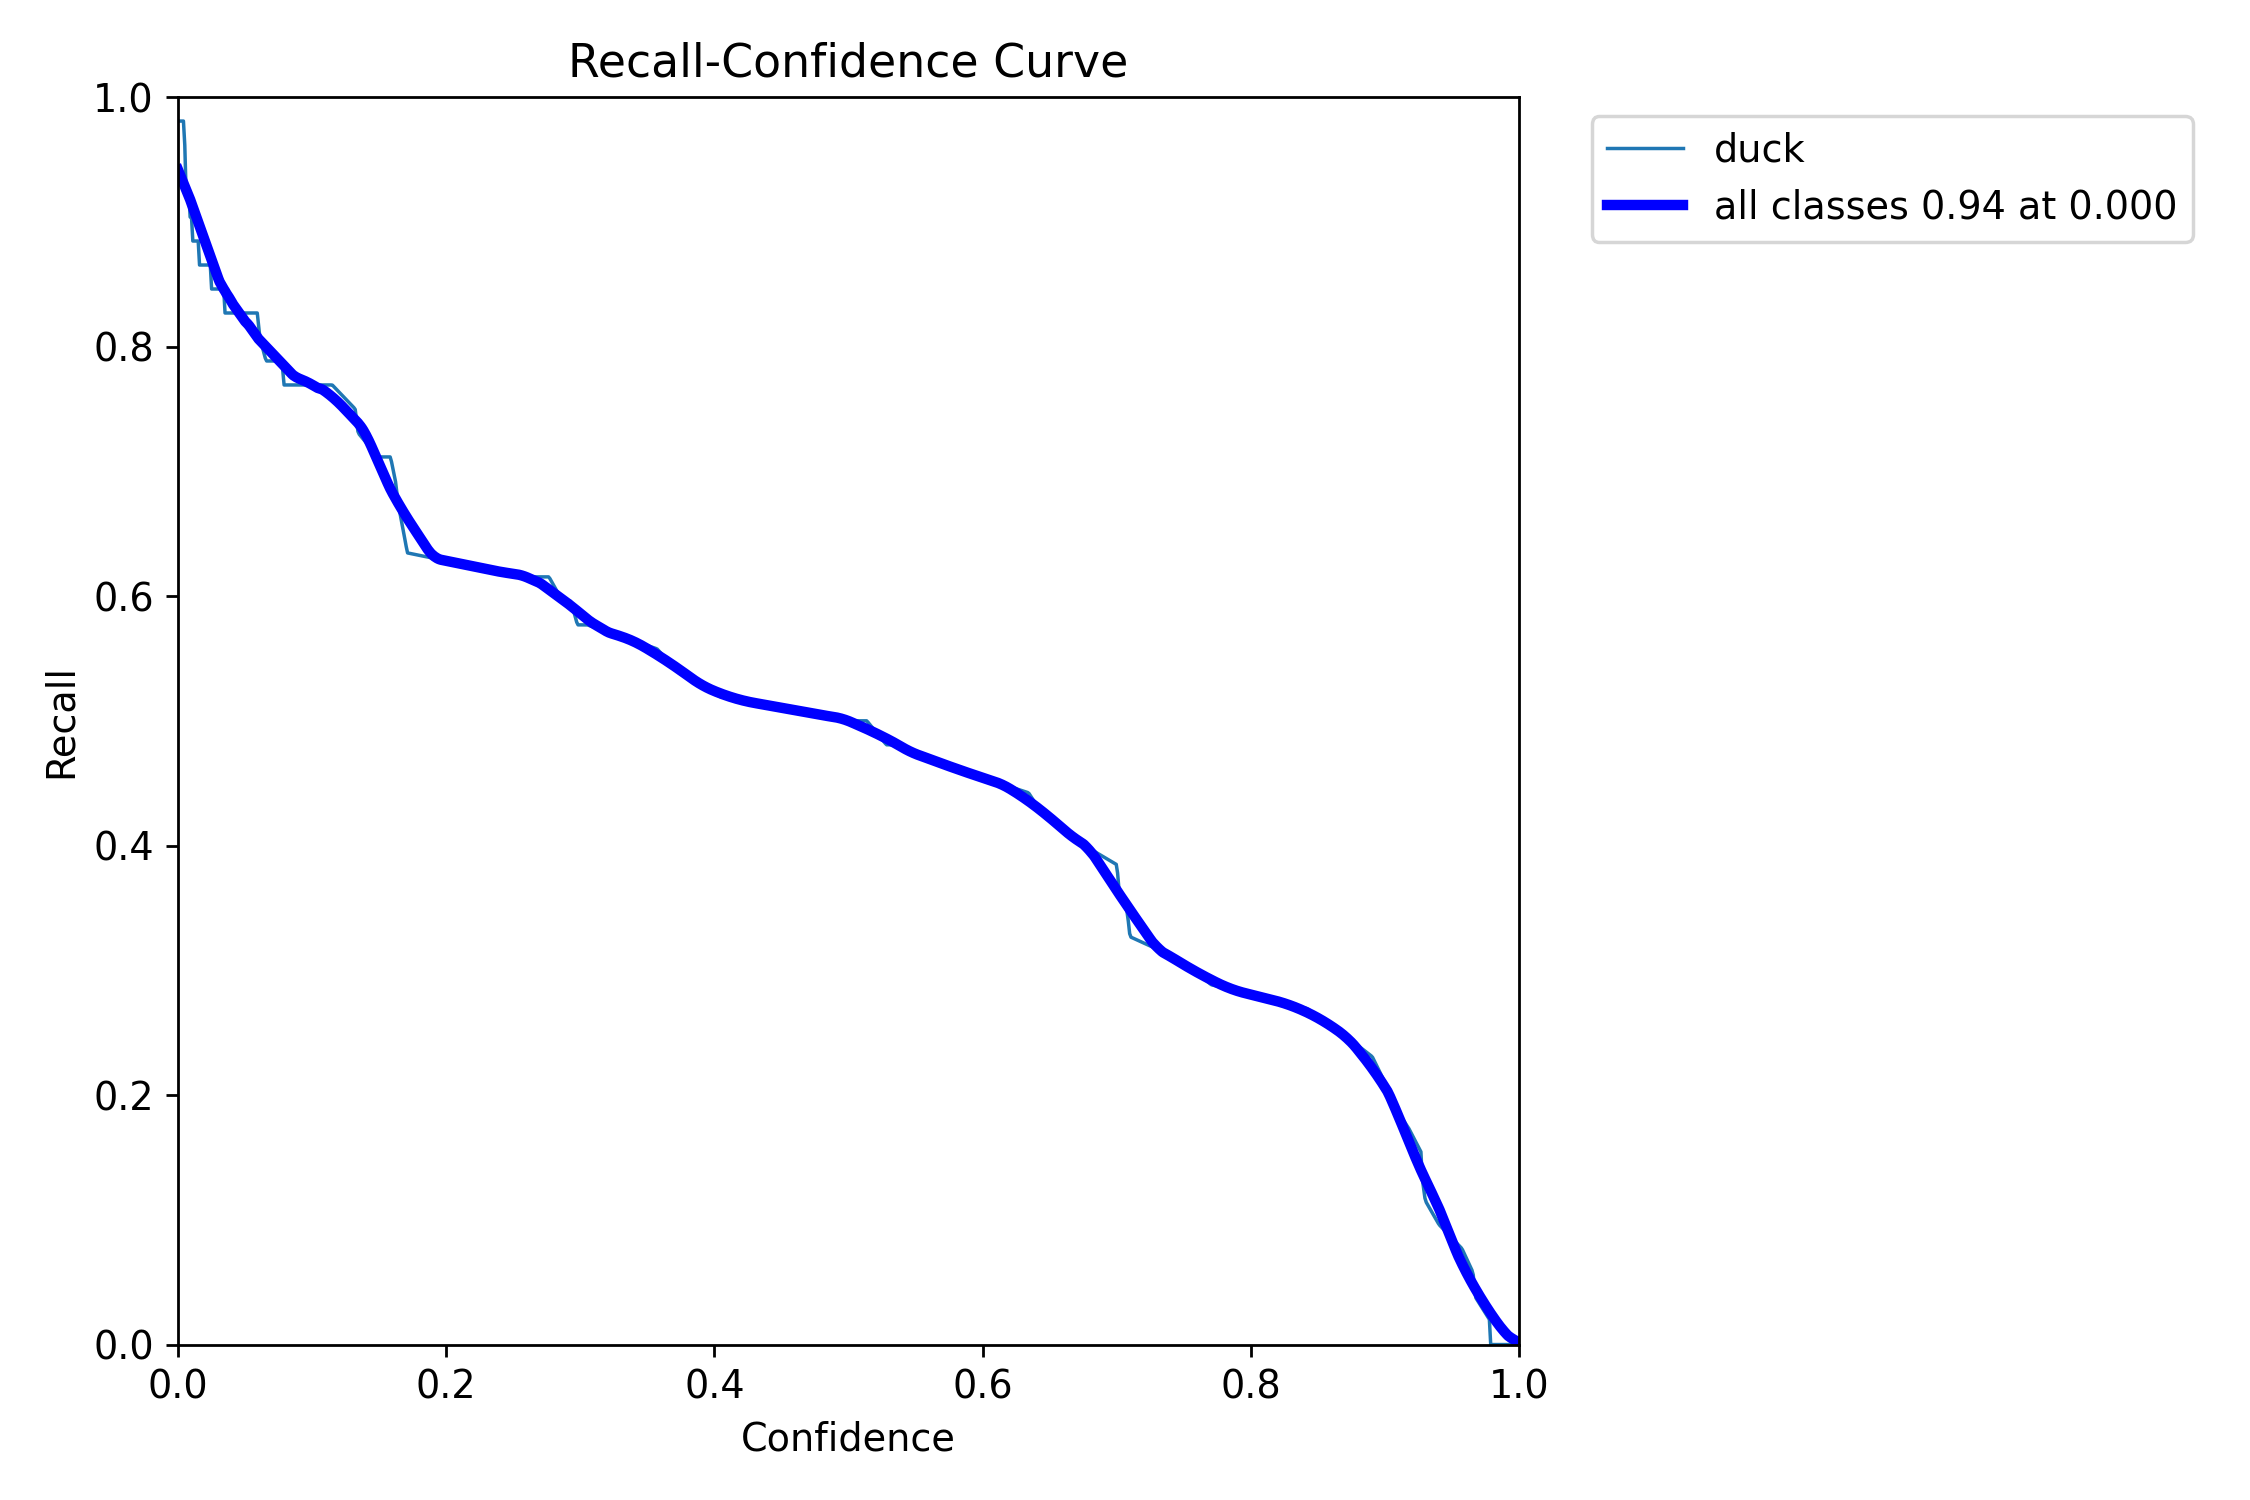 Recall-Confidence Curve
duck
all classes 0.94 at 0.000
1.0
0.8
0.6
0.4
0.2
0.0
Recall
0.0 0.2 0.4 0.6 0.8 1.0
Confidence